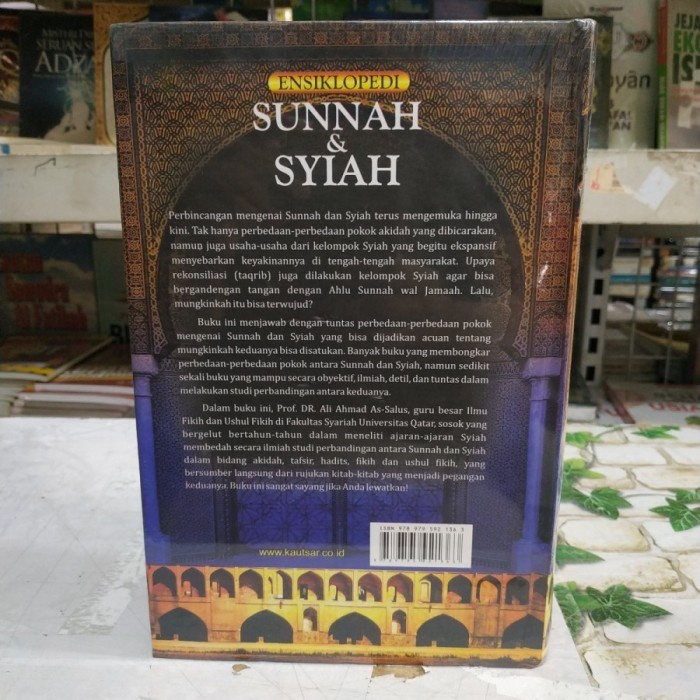 ENSIKLOPEDI
SUNNAH
&
SYIAH
Perbincangan mengenai Sunnah dan Syiah terus mengemuka hingga
kini. Tak hanya perbedaan-perbedaan pokok akidah yang dibicarakan,
namup juga usaha-usaha dari kelompok Syiah yang begitu ekspansif
menyebarkan keyakinannya di tengah-tengah masyarakat. Upaya
rekonsiliasi (taqrib) juga dilakukan kelompok Syiah agar bisa
bergandengan tangan dengan Ahlu Sunnah wal Jamaah. Lalu,
mungkinkah itu bisa terwujud?
Buku ini menjawab dengan tuntas perbedaan-perbedaan pokok
mengenai Sunnah dan Syiah yang bisa dijadikan acuan tentang
mungkinkah keduanya bisa disatukan. Banyak buku yang membongkar
perbedaan-perbedaan pokok antara Sunnah dan Syiah, namun sedikit
sekali buku yang mampu secara obyektif, ilmiah, detil, dan tuntas dalam
melakukan studi perbandingan antara keduanya.
Dalam buku ini, Prof. DR. Ali Ahmad As-Salus, guru besar Ilmu
Fikih dan Ushul Fikih di Fakultas Syariah Universitas Qatar, sosok yang
bergelut bertahun-tahun dalam meneliti ajaran-ajaran Syiah
membedah secara ilmiah studi perbandingan antara Sunnah dan Syiah
dalam bidang akidah, tafsir, hadits, fikih dan ushul fikih, yang
bersumber langsung dari rujukan kitab-kitab yang menjadi pegangan
keduanya. Buku ini sangat sayang jika Anda lewatkan!
ISBN 978 979 592 136 3
www.kautsar.co.id